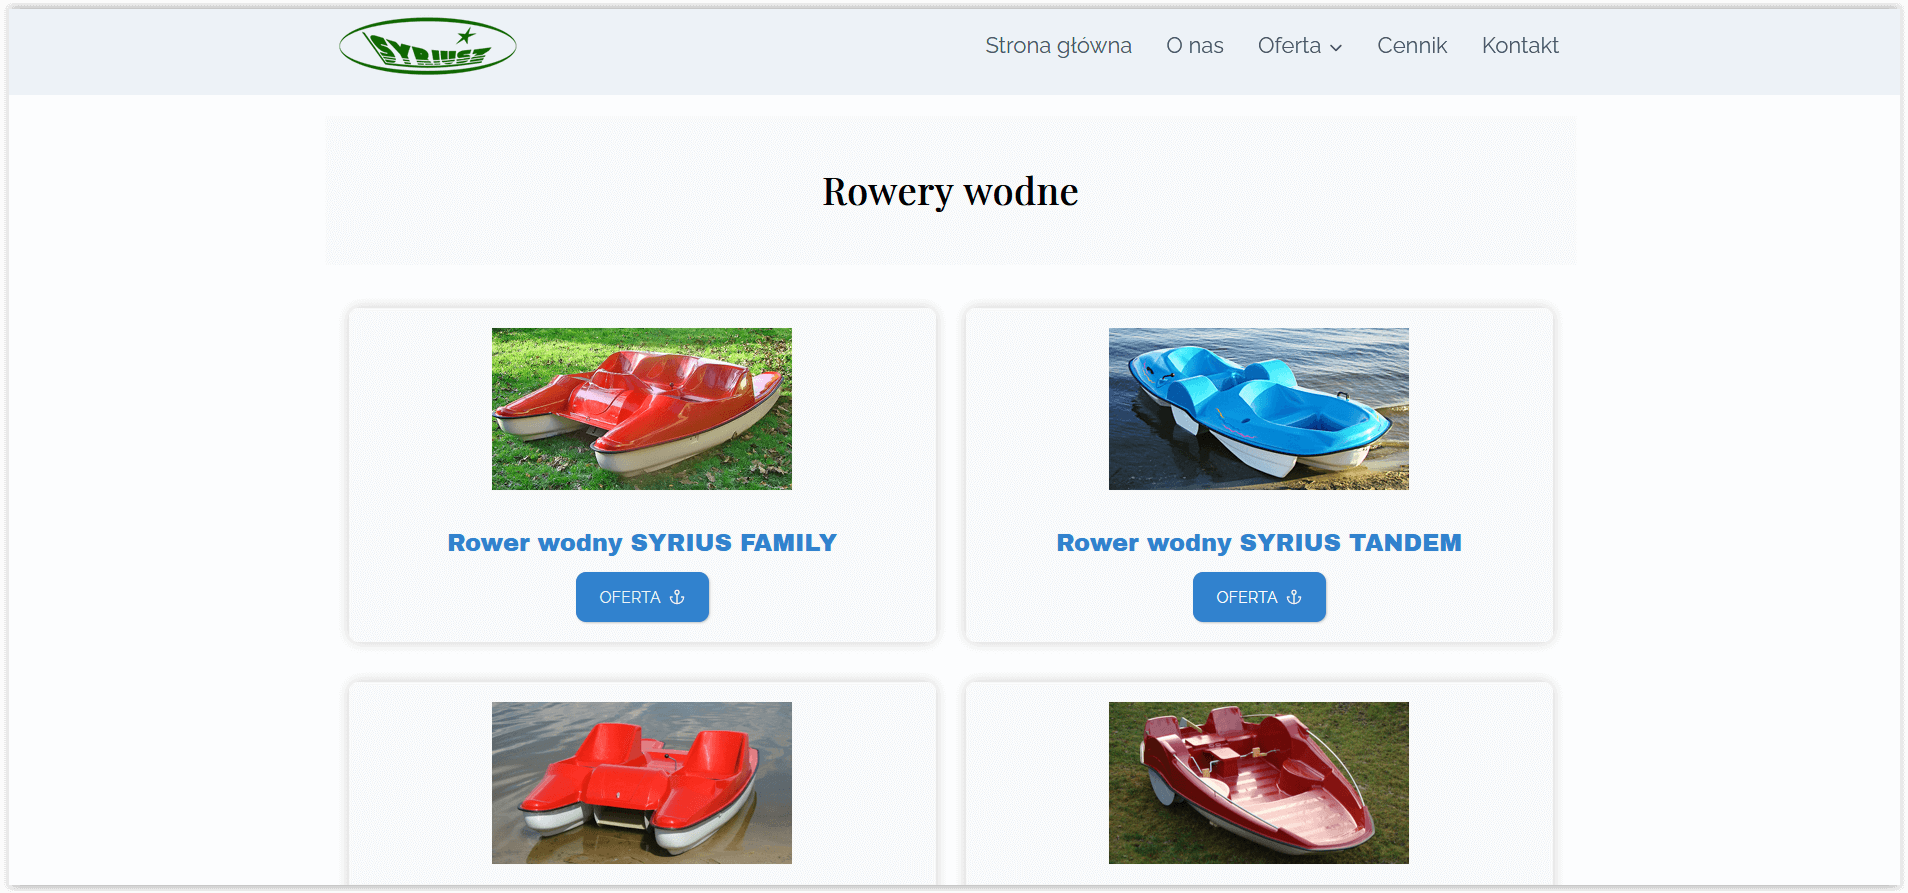 SYRIUSZ
Strona główna O nas Oferta Cennik Kontakt
Rowery wodne
Rower wodny SYRIUS FAMILY
OFERTA
Rower wodny SYRIUS TANDEM
OFERTA